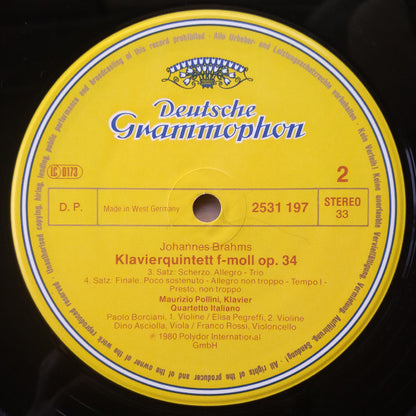 Unauthorised copying, hiring, lending, public performance and broadcasting of this record prohibited · Alle Urheber- und Leistungsschutzrechte vorbehalten · Kein Verleih! Keine unerlaubte Vervielfältigung, Vermietung, Aufführung, Sendung! · All rights of the producer and of the owner of the work reproduced reserved ·
Deutsche
Grammophon
LC 0173
2
D. P.
Made in West Germany
2531 197
STEREO
33
Johannes Brahms
Klavierquintett f-moll op. 34
3. Satz: Scherzo. Allegro - Trio
4. Satz: Finale. Poco sostenuto - Allegro non troppo - Tempo I -
Presto, non troppo
Maurizio Pollini, Klavier
Quartetto Italiano
Paolo Borciani, 1. Violine / Elisa Pegreffi, 2. Violine
Dino Asciolla, Viola / Franco Rossi, Violoncello
℗ 1980 Polydor International
GmbH